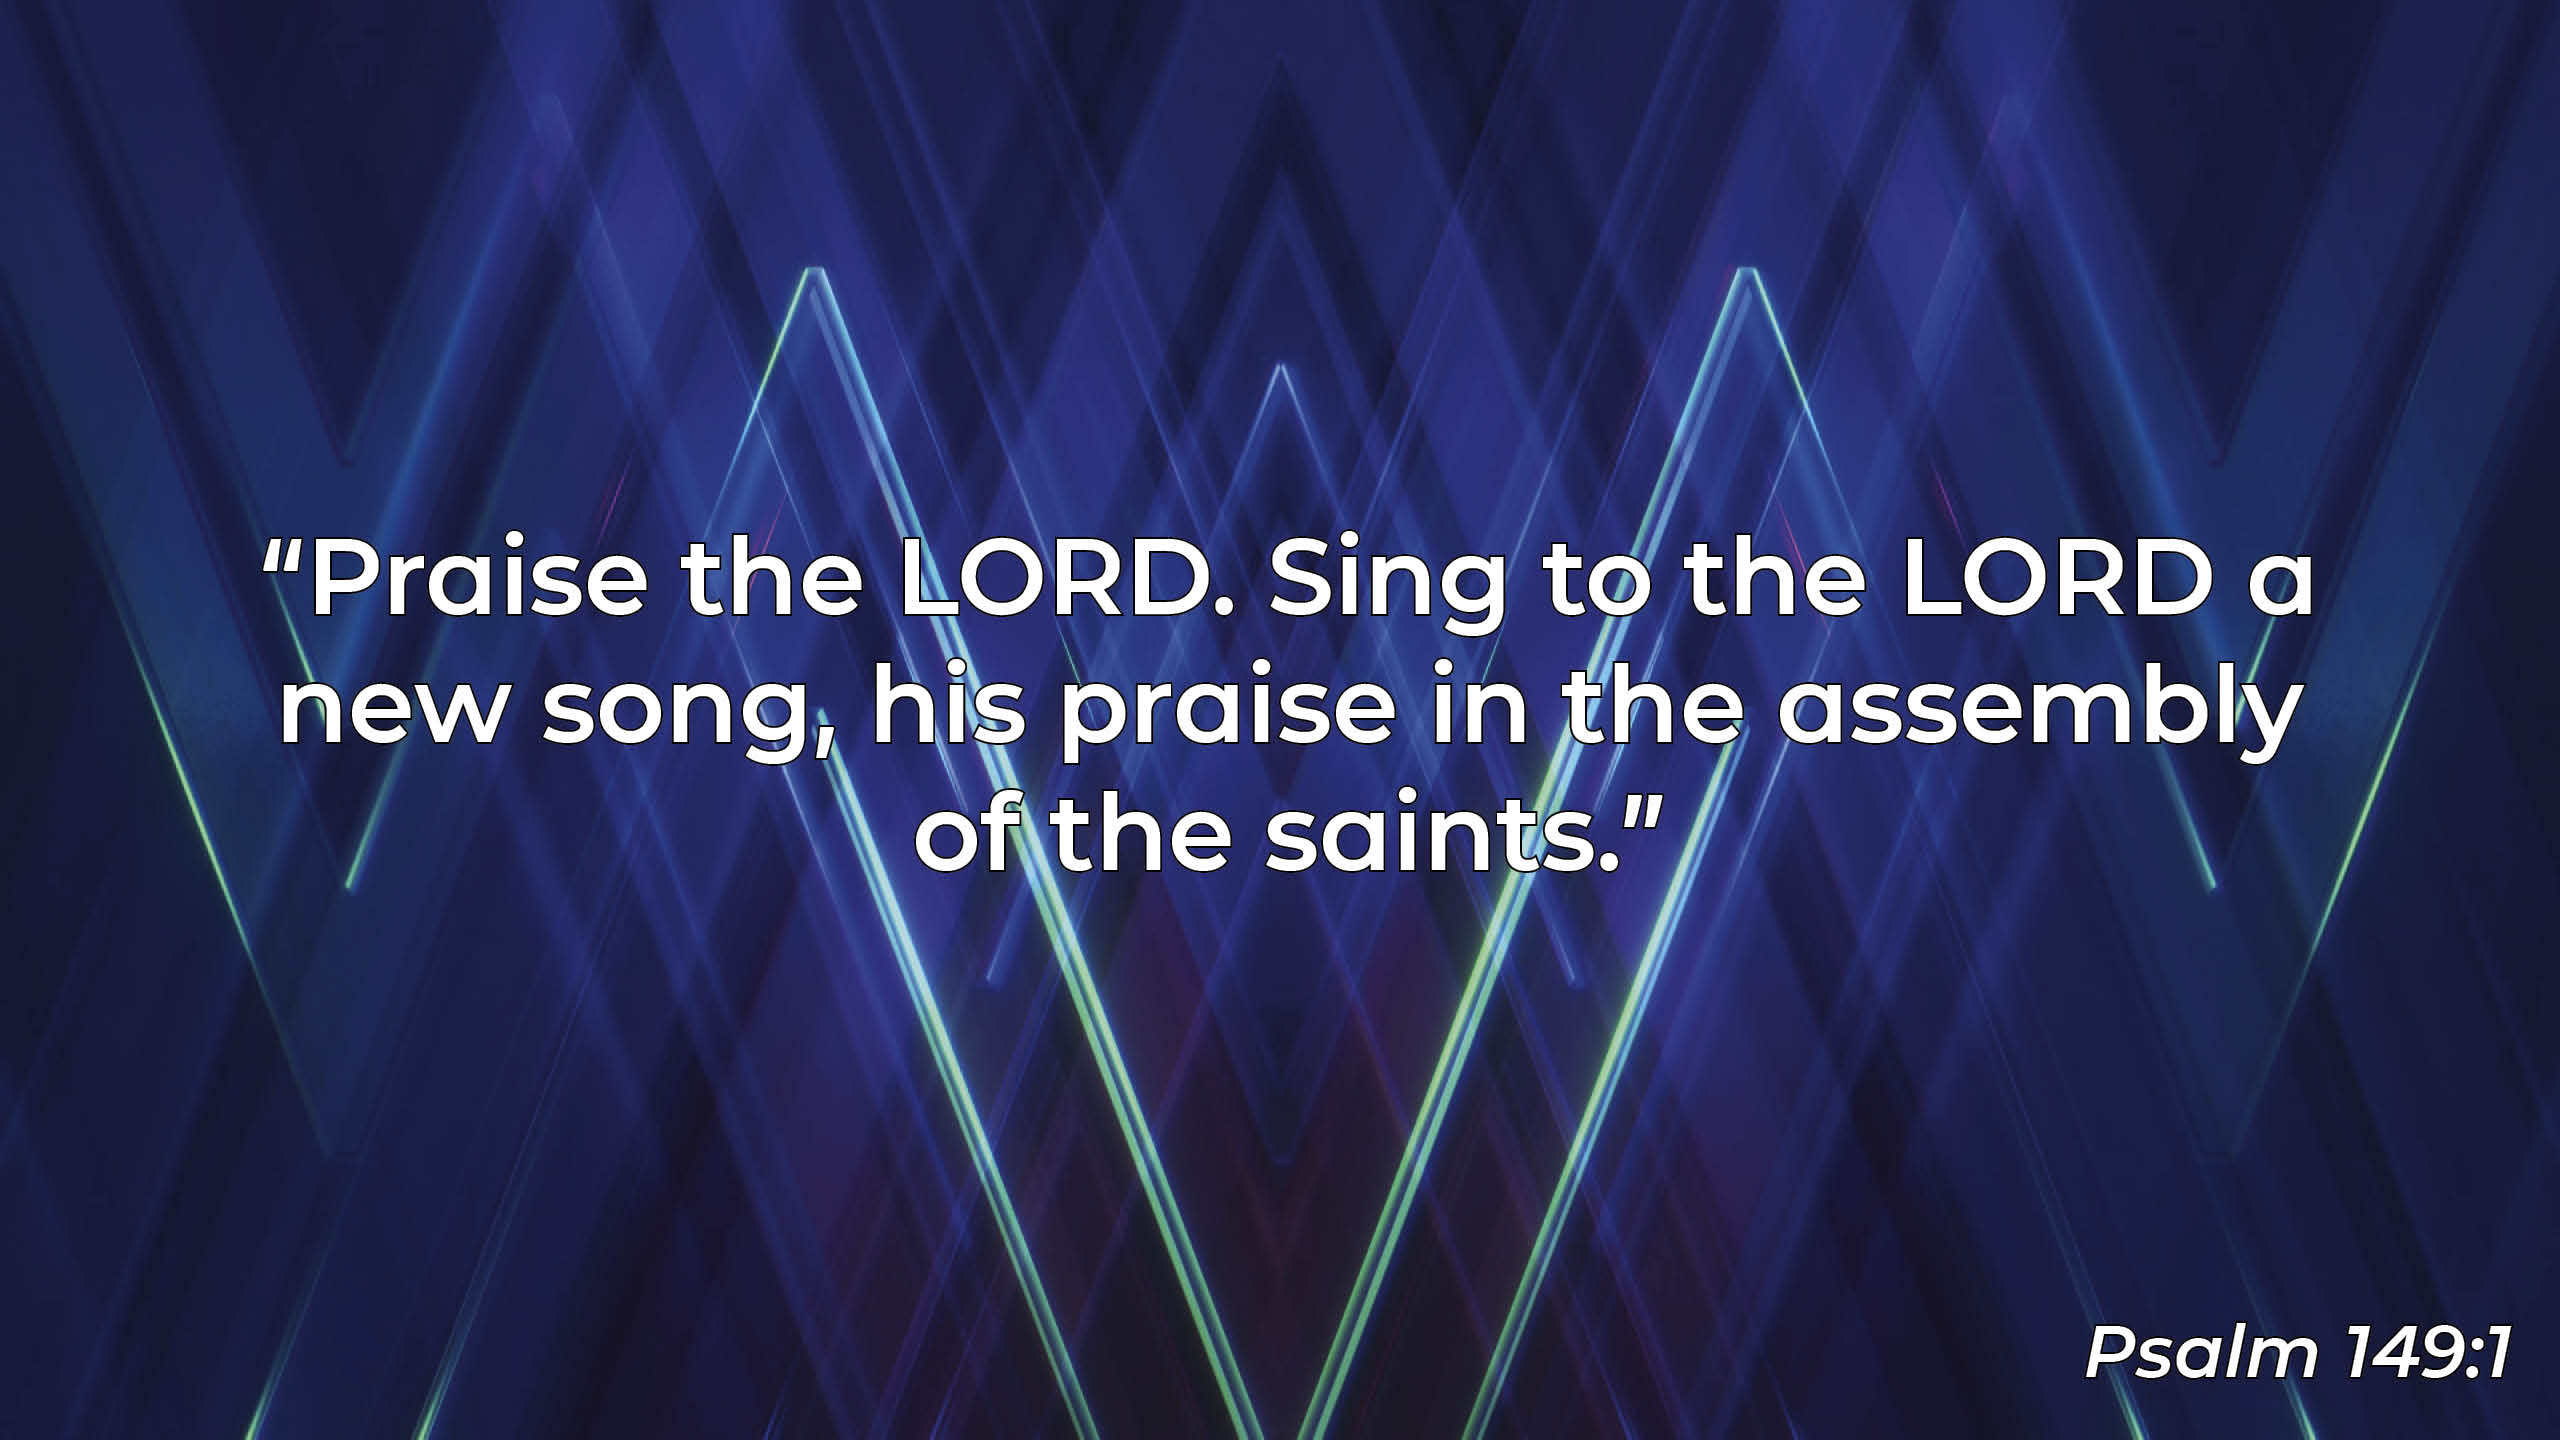 “Praise the LORD. Sing to the LORD a
new song, his praise in the assembly
of the saints.”
Psalm 149:1